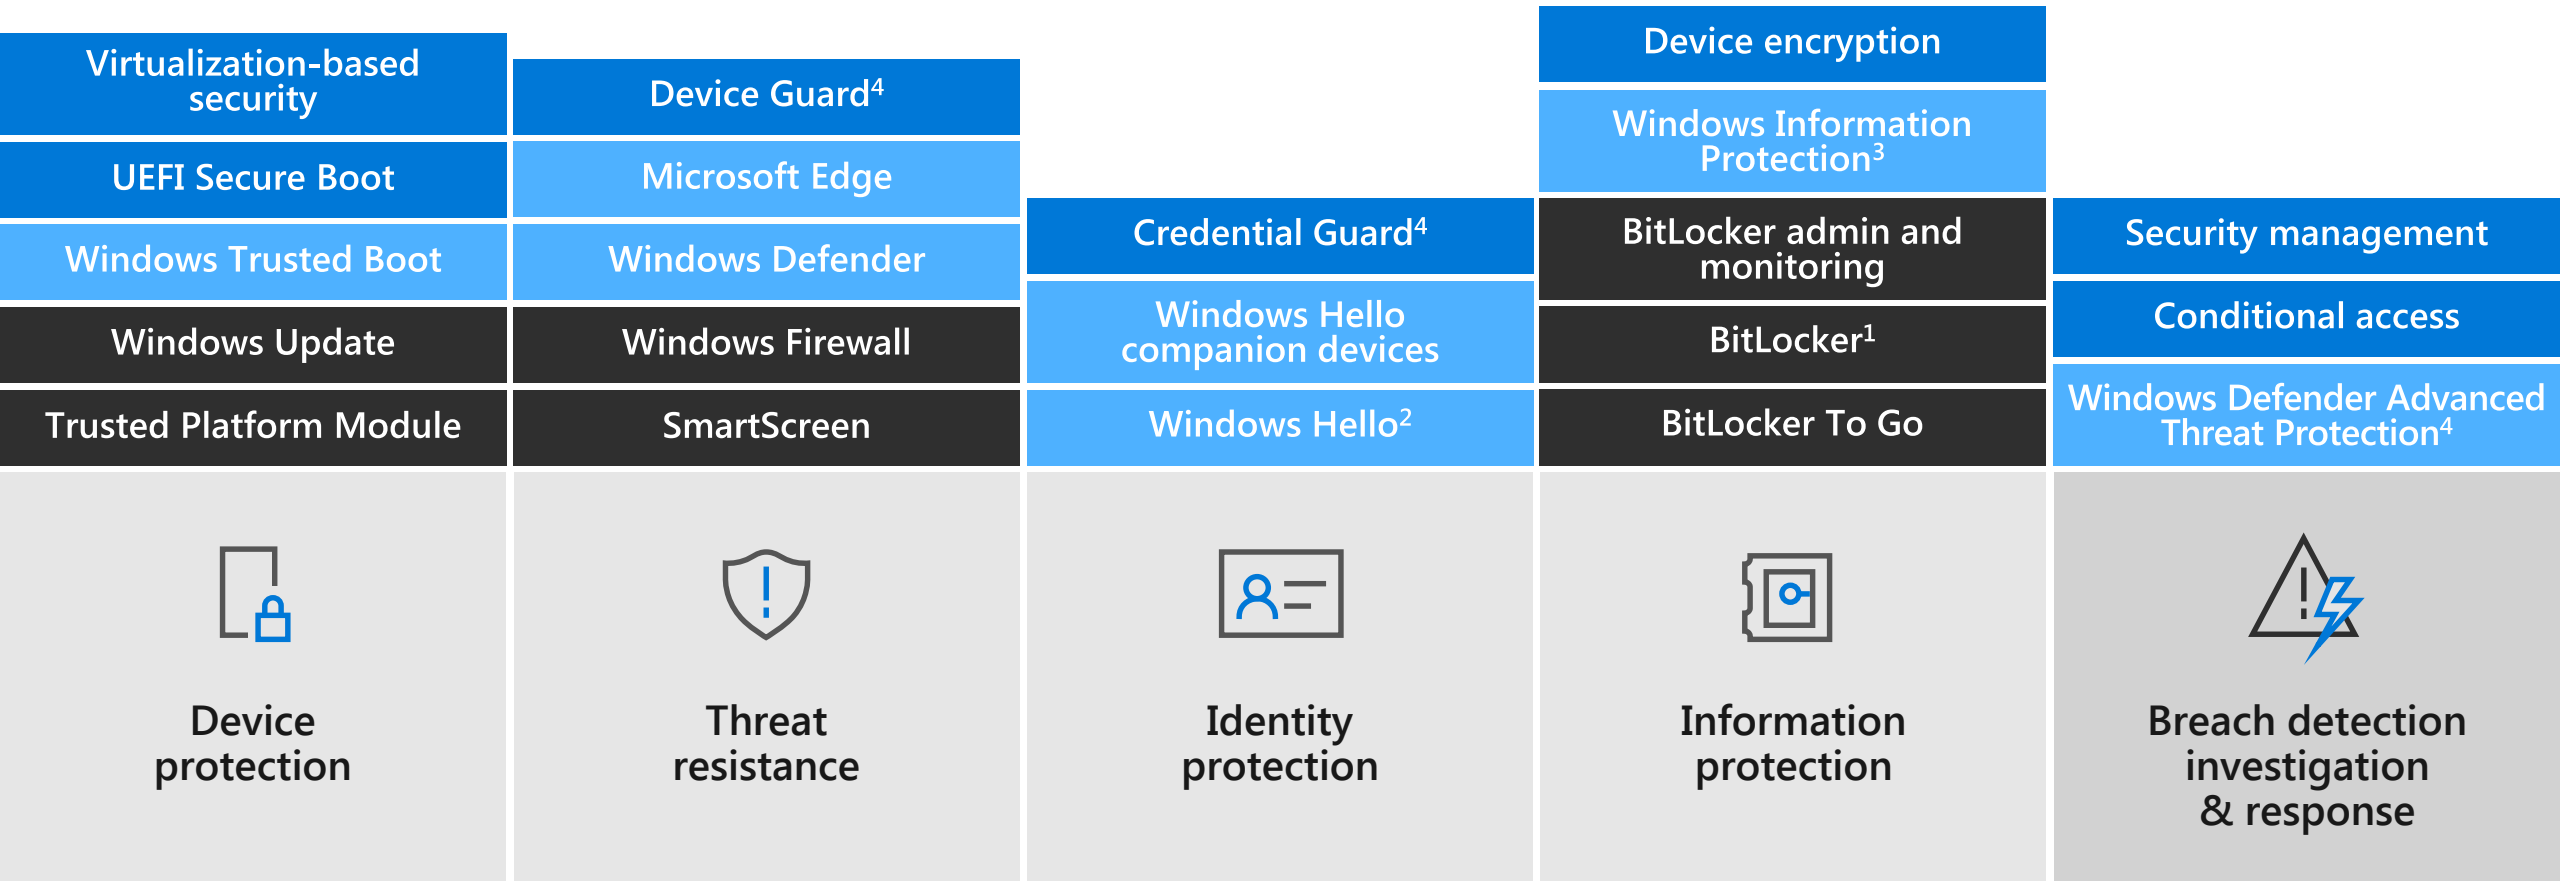 Virtualization-based
security
UEFI Secure Boot
Windows Trusted Boot
Windows Update
Trusted Platform Module
Device
protection
Device Guard⁴
Microsoft Edge
Windows Defender
Windows Firewall
SmartScreen
Threat
resistance
Credential Guard⁴
Windows Hello
companion devices
Windows Hello²
Identity
protection
Device encryption
Windows Information
Protection³
BitLocker admin and
monitoring
BitLocker¹
BitLocker To Go
Information
protection
Security management
Conditional access
Windows Defender Advanced
Threat Protection⁴
Breach detection
investigation
& response